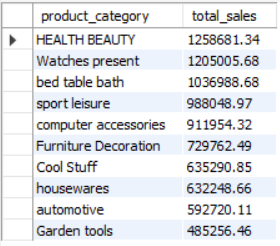 product_category total_sales
HEALTH BEAUTY 1258681.34
Watches present 1205005.68
bed table bath 1036988.68
sport leisure 988048.97
computer accessories 911954.32
Furniture Decoration 729762.49
Cool Stuff 635290.85
housewares 632248.66
automotive 592720.11
Garden tools 485256.46